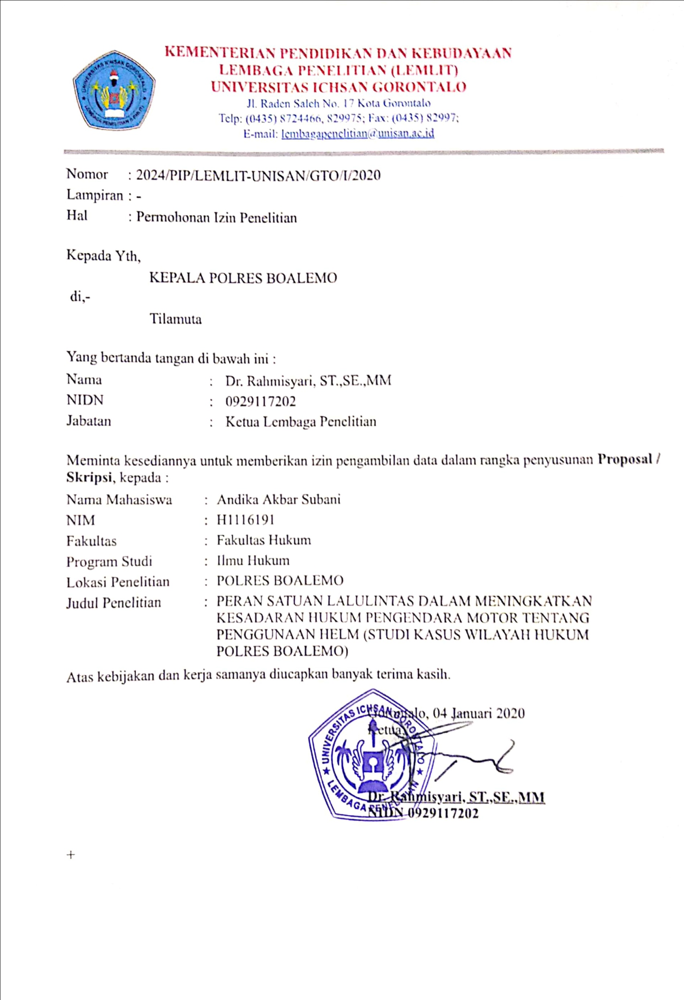 KEMENTERIAN PENDIDIKAN DAN KEBUDAYAAN
LEMBAGA PENELITIAN (LEMLIT)
UNIVERSITAS ICHSAN GORONTALO
Jl. Raden Saleh No. 17 Kota Gorontalo
Telp: (0435) 8724466, 829975; Fax: (0435) 82997;
E-mail: lembagapenelitian@unisan.ac.id
UNIVERSITAS ICHSAN GORONTALO
LEMBAGA PENELITIAN
Nomor : 2024/PIP/LEMLIT-UNISAN/GTO/I/2020
Lampiran : -
Hal : Permohonan Izin Penelitian
Kepada Yth,
KEPALA POLRES BOALEMO
di,-
Tilamuta
Yang bertanda tangan di bawah ini :
Nama : Dr. Rahmisyari, ST.,SE.,MM
NIDN : 0929117202
Jabatan : Ketua Lembaga Penelitian
Meminta kesediannya untuk memberikan izin pengambilan data dalam rangka penyusunan Proposal /
Skripsi, kepada :
Nama Mahasiswa : Andika Akbar Subani
NIM : H1116191
Fakultas : Fakultas Hukum
Program Studi : Ilmu Hukum
Lokasi Penelitian : POLRES BOALEMO
Judul Penelitian : PERAN SATUAN LALULINTAS DALAM MENINGKATKAN
KESADARAN HUKUM PENGENDARA MOTOR TENTANG
PENGGUNAAN HELM (STUDI KASUS WILAYAH HUKUM
POLRES BOALEMO)
Atas kebijakan dan kerja samanya diucapkan banyak terima kasih.
Gorontalo, 04 Januari 2020
Ketua,
UNIVERSITAS ICHSAN GORONTALO
LEMBAGA PENELITIAN
Dr. Rahmisyari, ST.,SE.,MM
NIDN 0929117202
+